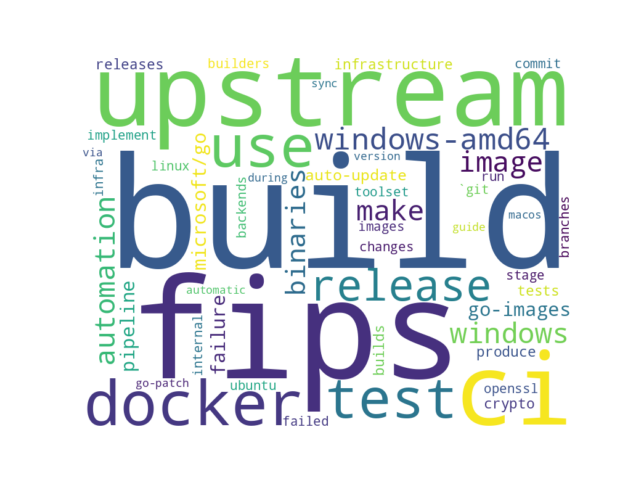 releases builders infrastructure commit
sync
upstream
implement use windows-amd64
via infra linux microsoft/go version image
during auto-update run
backends binaries toolset `git
build
make images macos
changes guide branches
automation pipeline
fips
release stage
automatic tests
internal failure go-images
windows
builds produce
go-patch ubuntu openssl
docker test crypto
failed ci